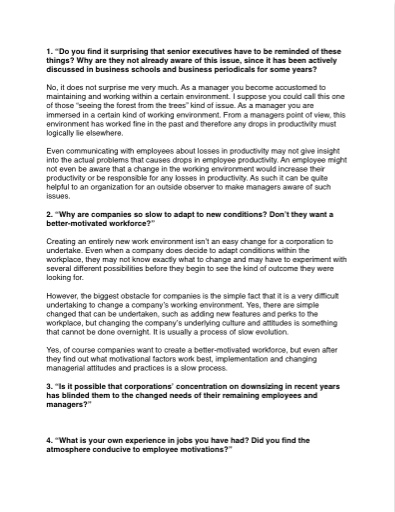 1. “Do you find it surprising that senior executives have to be reminded of these
things? Why are they not already aware of this issue, since it has been actively
discussed in business schools and business periodicals for some years?
No, it does not surprise me very much. As a manager you become accustomed to
maintaining and working within a certain environment. I suppose you could call this one
of those “seeing the forest from the trees” kind of issue. As a manager you are
immersed in a certain kind of working environment. From a managers point of view, this
environment has worked fine in the past and therefore any drops in productivity must
logically lie elsewhere.
Even communicating with employees about losses in productivity may not give insight
into the actual problems that causes drops in employee productivity. An employee might
not even be aware that a change in the working environment would increase their
productivity or be responsible for any losses in productivity. As such it can be quite
helpful to an organization for an outside observer to make managers aware of such
issues.
2. “Why are companies so slow to adapt to new conditions? Don’t they want a
better-motivated workforce?”
Creating an entirely new work environment isn’t an easy change for a corporation to
undertake. Even when a company does decide to adapt conditions within the
workplace, they may not know exactly what to change and may have to experiment with
several different possibilities before they begin to see the kind of outcome they were
looking for.
However, the biggest obstacle for companies is the simple fact that it is a very difficult
undertaking to change a company’s working environment. Yes, there are simple
changed that can be undertaken, such as adding new features and perks to the
workplace, but changing the company’s underlying culture and attitudes is something
that cannot be done overnight. It is usually a process of slow evolution.
Yes, of course companies want to create a better-motivated workforce, but even after
they find out what motivational factors work best, implementation and changing
managerial attitudes and practices is a slow process.
3. “Is it possible that corporations’ concentration on downsizing in recent years
has blinded them to the changed needs of their remaining employees and
managers?”
4. “What is your own experience in jobs you have had? Did you find the
atmosphere conducive to employee motivations?”